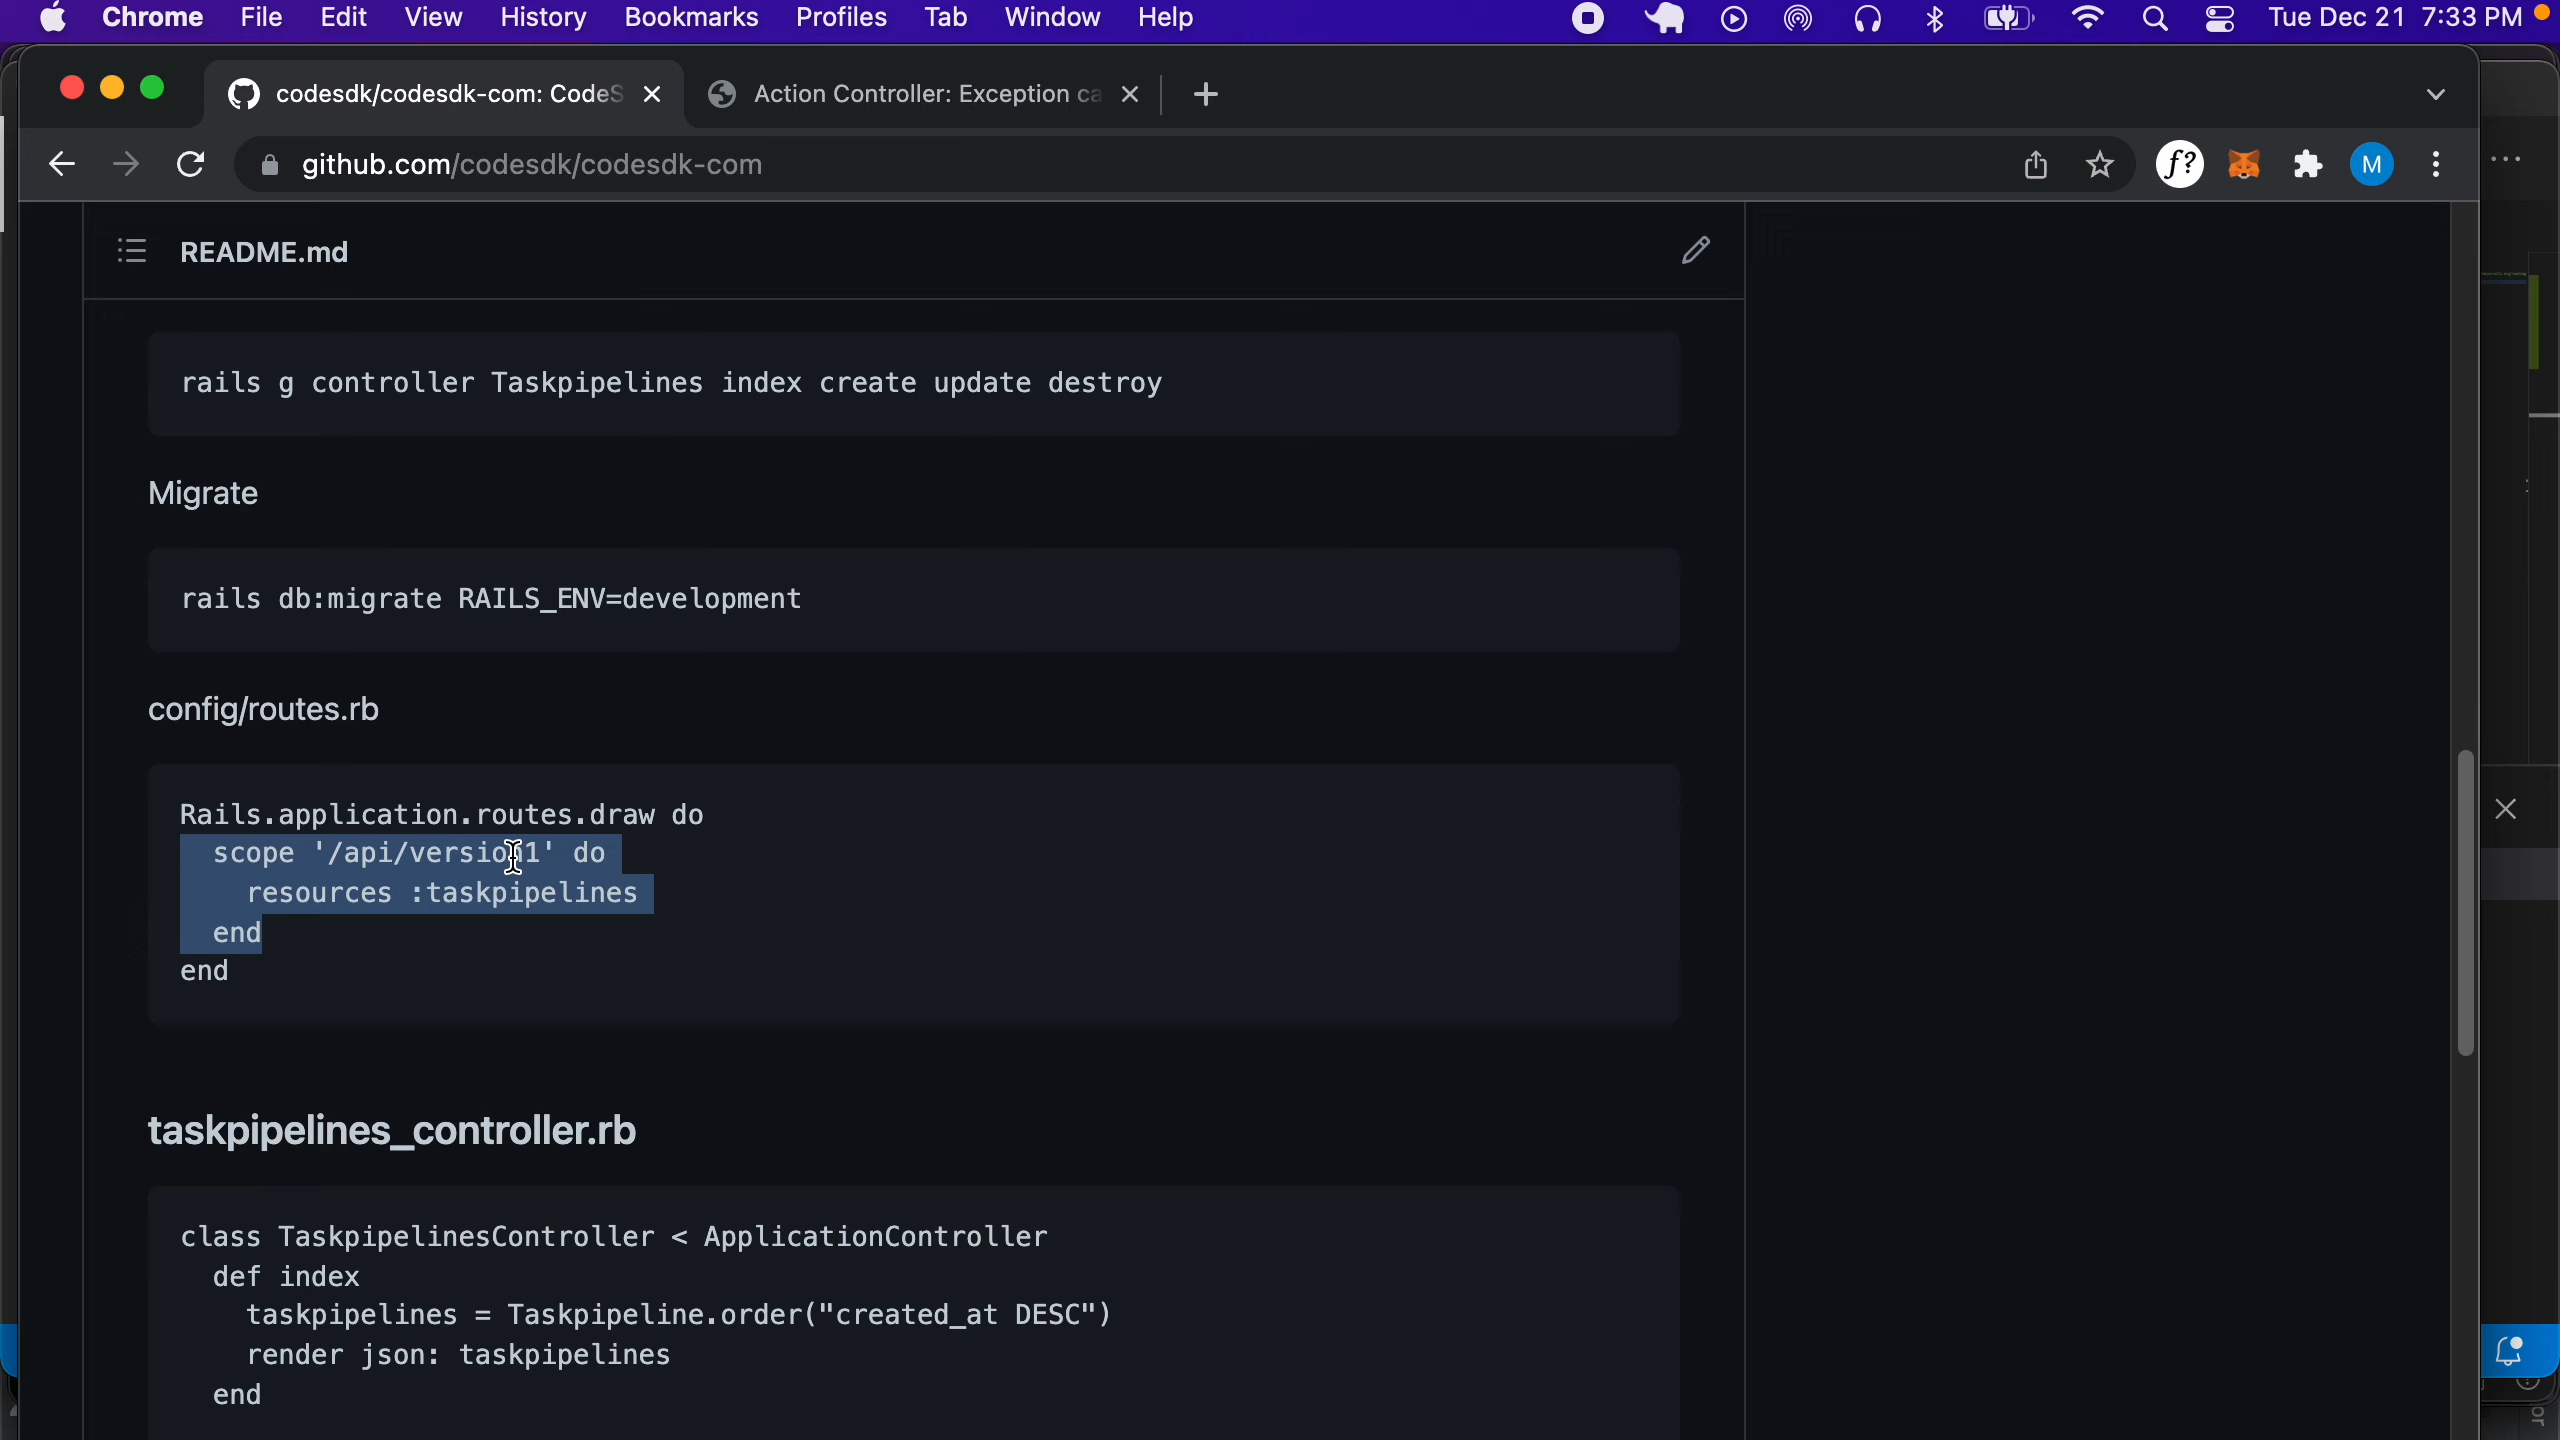 Chrome File Edit View History Bookmarks Profiles Tab Window Help Tue Dec 21 7:33 PM
codesdk/codesdk-com: CodeS Action Controller: Exception ca
github.com/codesdk/codesdk-com f? M
README.md
rails g controller Taskpipelines index create update destroy
Migrate
rails db:migrate RAILS_ENV=development
config/routes.rb
Rails.application.routes.draw do
scope '/api/version1' do
resources :taskpipelines
end
end
taskpipelines_controller.rb
class TaskpipelinesController < ApplicationController
def index
taskpipelines = Taskpipeline.order("created_at DESC")
render json: taskpipelines
end
or